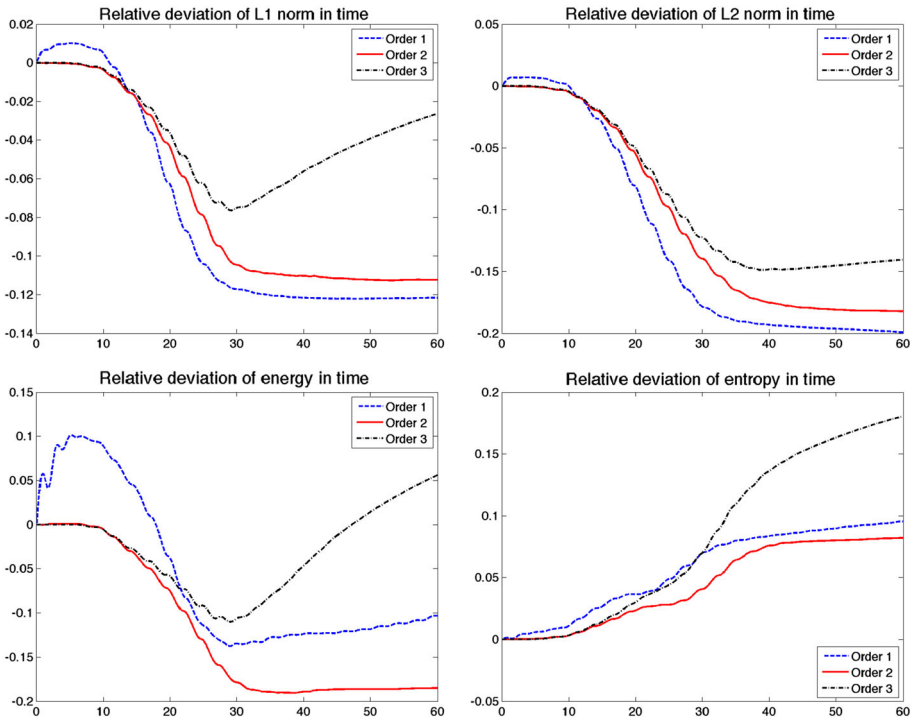 Relative deviation of L1 norm in time
0.02
0
-0.02
-0.04
-0.06
-0.08
-0.1
-0.12
-0.14
0 10 20 30 40 50 60
Order 1
Order 2
Order 3
Relative deviation of L2 norm in time
0.05
0
-0.05
-0.1
-0.15
-0.2
0 10 20 30 40 50 60
Order 1
Order 2
Order 3
Relative deviation of energy in time
0.15
0.1
0.05
0
-0.05
-0.1
-0.15
-0.2
0 10 20 30 40 50 60
Order 1
Order 2
Order 3
Relative deviation of entropy in time
0.2
0.15
0.1
0.05
0
-0.05
0 10 20 30 40 50 60
Order 1
Order 2
Order 3